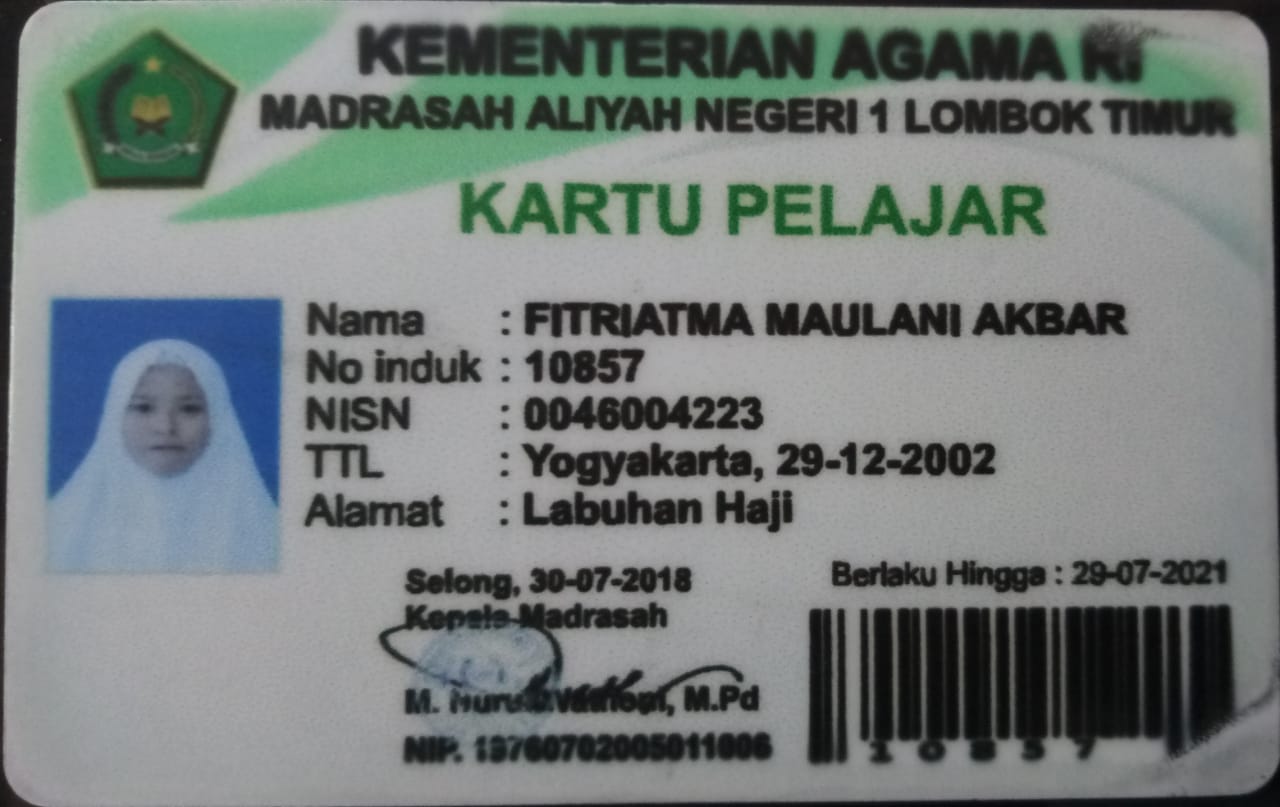 KEMENTERIAN AGAMA RI
MADRASAH ALIYAH NEGERI 1 LOMBOK TIMUR
KARTU PELAJAR
Nama : FITRIATMA MAULANI AKBAR
No induk : 10857
NISN : 0046004223
TTL : Yogyakarta, 29-12-2002
Alamat : Labuhan Haji
Selong, 30-07-2018
Kepala Madrasah
M. Nurul, M.Pd
NIP. 197607022005011006
Berlaku Hingga : 29-07-2021
10857